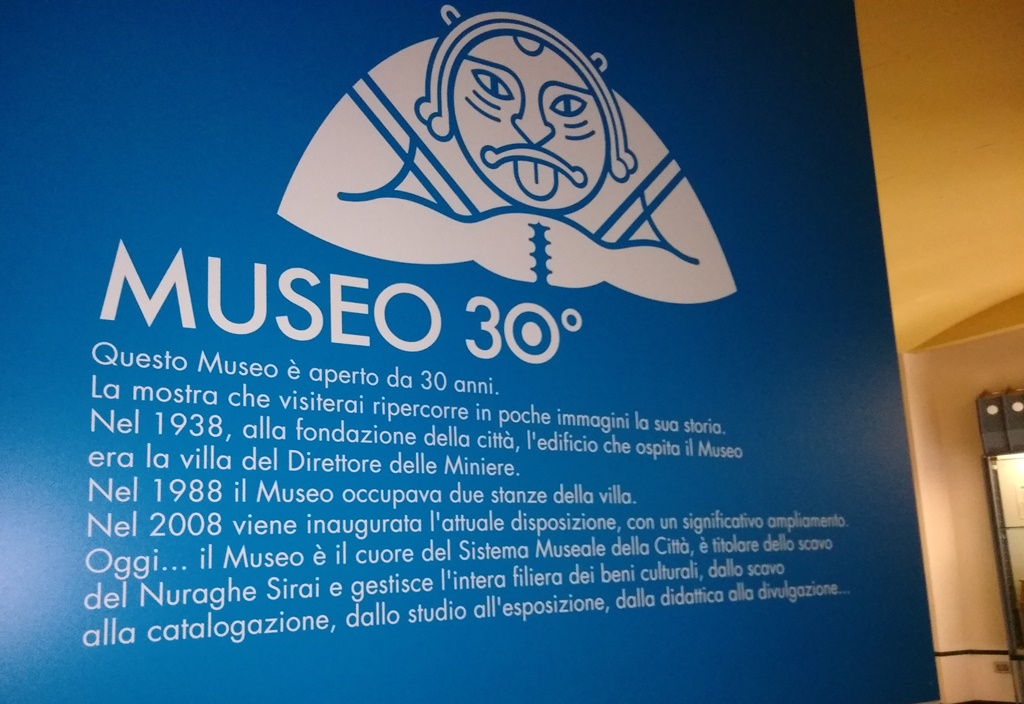 MUSEO 30°
Questo Museo è aperto da 30 anni.
La mostra che visiterai ripercorre in poche immagini la sua storia.
Nel 1938, alla fondazione della città, l'edificio che ospita il Museo
era la villa del Direttore delle Miniere.
Nel 1988 il Museo occupava due stanze della villa.
Nel 2008 viene inaugurata l'attuale disposizione, con un significativo ampliamento.
Oggi... il Museo è il cuore del Sistema Museale della Città, è titolare dello scavo
del Nuraghe Sirai e gestisce l'intera filiera dei beni culturali, dallo scavo
alla catalogazione, dallo studio all'esposizione, dalla didattica alla divulgazione...